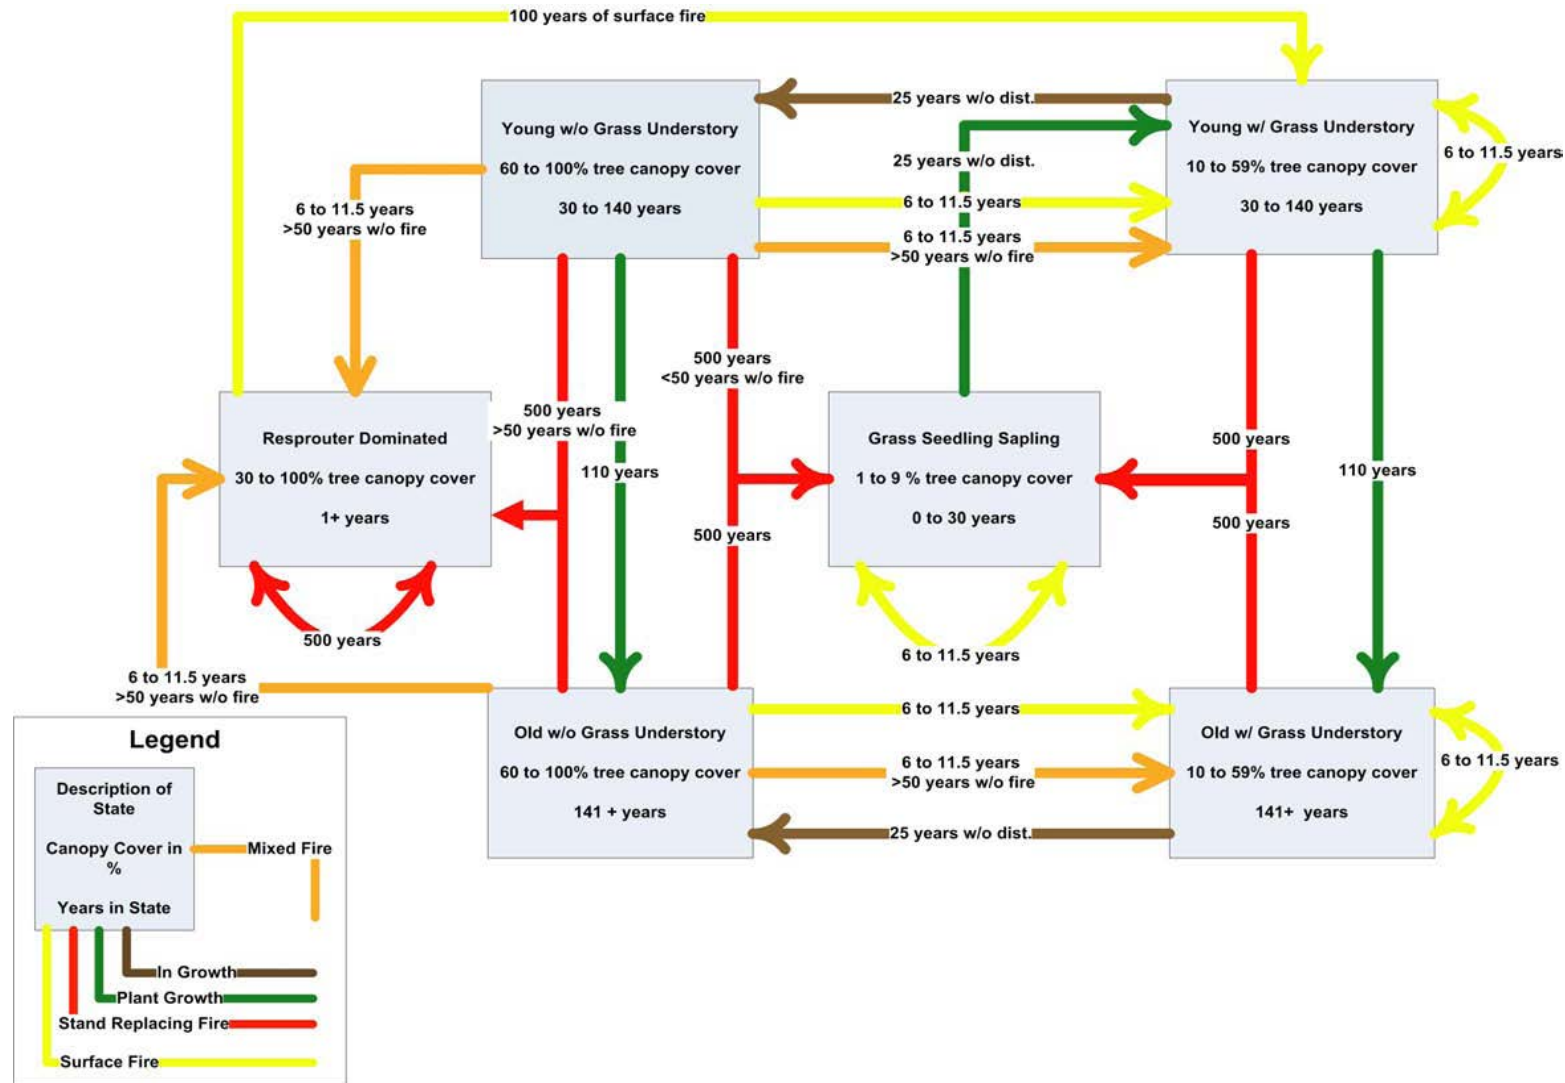 100 years of surface fire
Young w/o Grass Understory
60 to 100% tree canopy cover
30 to 140 years
25 years w/o dist.
25 years w/o dist.
Young w/ Grass Understory
10 to 59% tree canopy cover
30 to 140 years
6 to 11.5 years
6 to 11.5 years
>50 years w/o fire
6 to 11.5 years
6 to 11.5 years
>50 years w/o fire
500 years
<50 years w/o fire
500 years
>50 years w/o fire
110 years
Resprouter Dominated
30 to 100% tree canopy cover
1+ years
Grass Seedling Sapling
1 to 9 % tree canopy cover
0 to 30 years
500 years
110 years
500 years
500 years
500 years
6 to 11.5 years
6 to 11.5 years
>50 years w/o fire
Old w/o Grass Understory
60 to 100% tree canopy cover
141 + years
6 to 11.5 years
6 to 11.5 years
>50 years w/o fire
25 years w/o dist.
Old w/ Grass Understory
10 to 59% tree canopy cover
141+ years
6 to 11.5 years
Legend
Description of
State
Canopy Cover in
%
Years in State
Mixed Fire
In Growth
Plant Growth
Stand Replacing Fire
Surface Fire